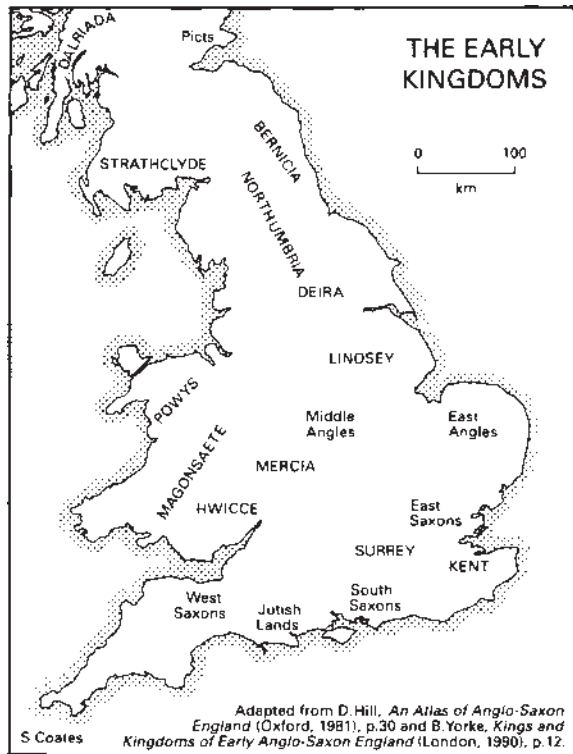 THE EARLY
KINGDOMS
0 100
km
DALRIADA
Picts
STRATHCLYDE
BERNICIA
NORTHUMBRIA
DEIRA
LINDSEY
POWYS
Middle
Angles
East
Angles
MAGONSAETE
MERCIA
HWICCE
East
Saxons
SURREY
KENT
West
Saxons
Jutish
Lands
South
Saxons
Adapted from D.Hill, An Atlas of Anglo-Saxon
England (Oxford, 1981), p.30 and B.Yorke, Kings and
Kingdoms of Early Anglo-Saxon England (London, 1990), p.12.
S Coates